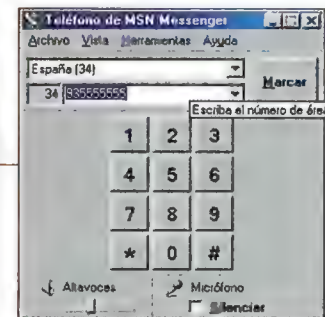 Teléfono de MSN Messenger
Archivo Vista Herramientas Ayuda
España (34)
Marcar
34 935555555
Escriba el número de área
1 2 3
4 5 6
7 8 9
* 0 #
Altavoces Micrófono
Silenciar